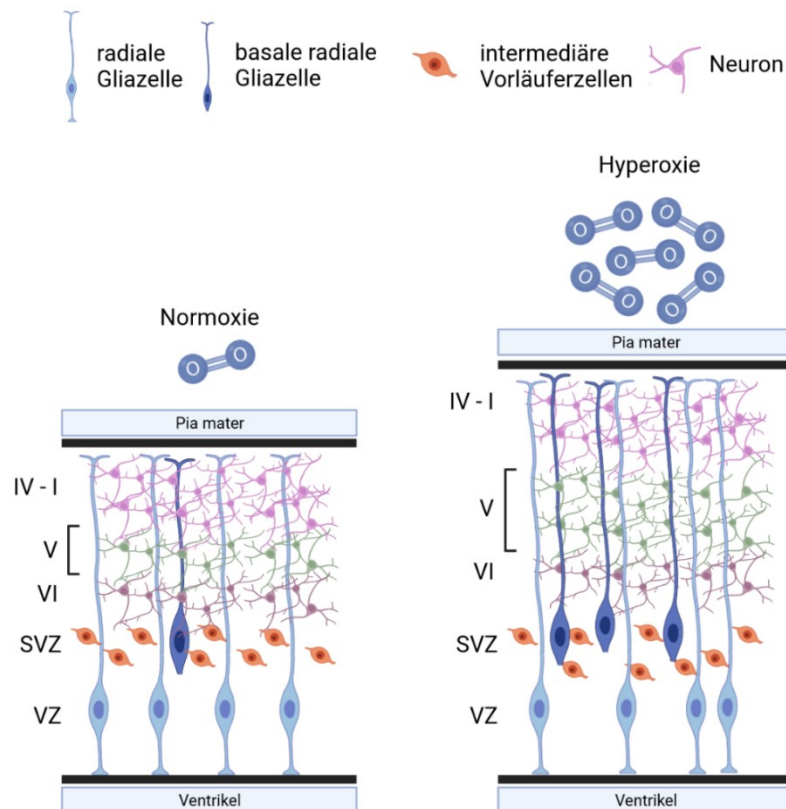 radiale
Gliazelle
basale radiale
Gliazelle
intermediäre
Vorläuferzellen
Neuron
Normoxie
O O
Pia mater
IV - I
V
VI
SVZ
VZ
Ventrikel
Hyperoxie
O O O O
O O
O O O O
Pia mater
IV - I
V
VI
SVZ
VZ
Ventrikel